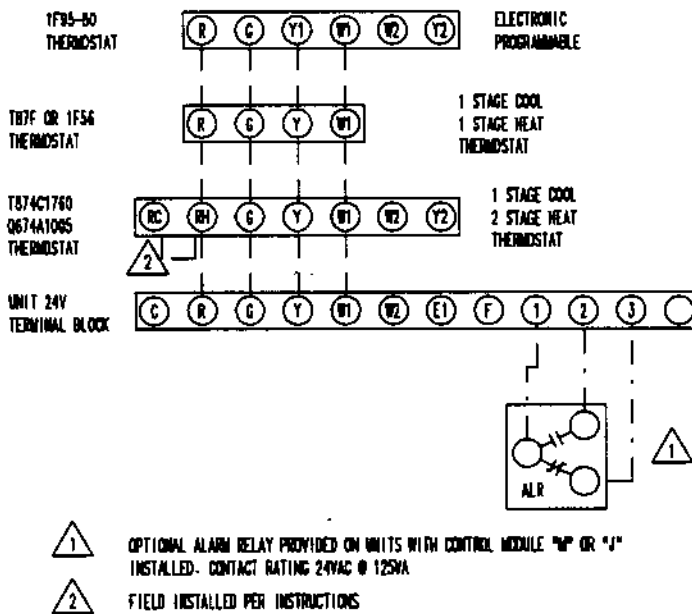 1F95-80
THERMOSTAT
R G Y1 W1 W2 Y2
ELECTRONIC
PROGRAMMABLE
T87F OR 1F56
THERMOSTAT
R G Y W1
1 STAGE COOL
1 STAGE HEAT
THERMOSTAT
T874C1760
Q674A1005
THERMOSTAT
RC RH G Y W1 W2 Y2
1 STAGE COOL
2 STAGE HEAT
THERMOSTAT
2
UNIT 24V
TERMINAL BLOCK
C R G Y W1 W2 E1 F 1 2 3
ALR
1
1 OPTIONAL ALARM RELAY PROVIDED ON UNITS WITH CONTROL MODULE "M" OR "J"
INSTALLED. CONTACT RATING 24VAC @ 125VA
2 FIELD INSTALLED PER INSTRUCTIONS